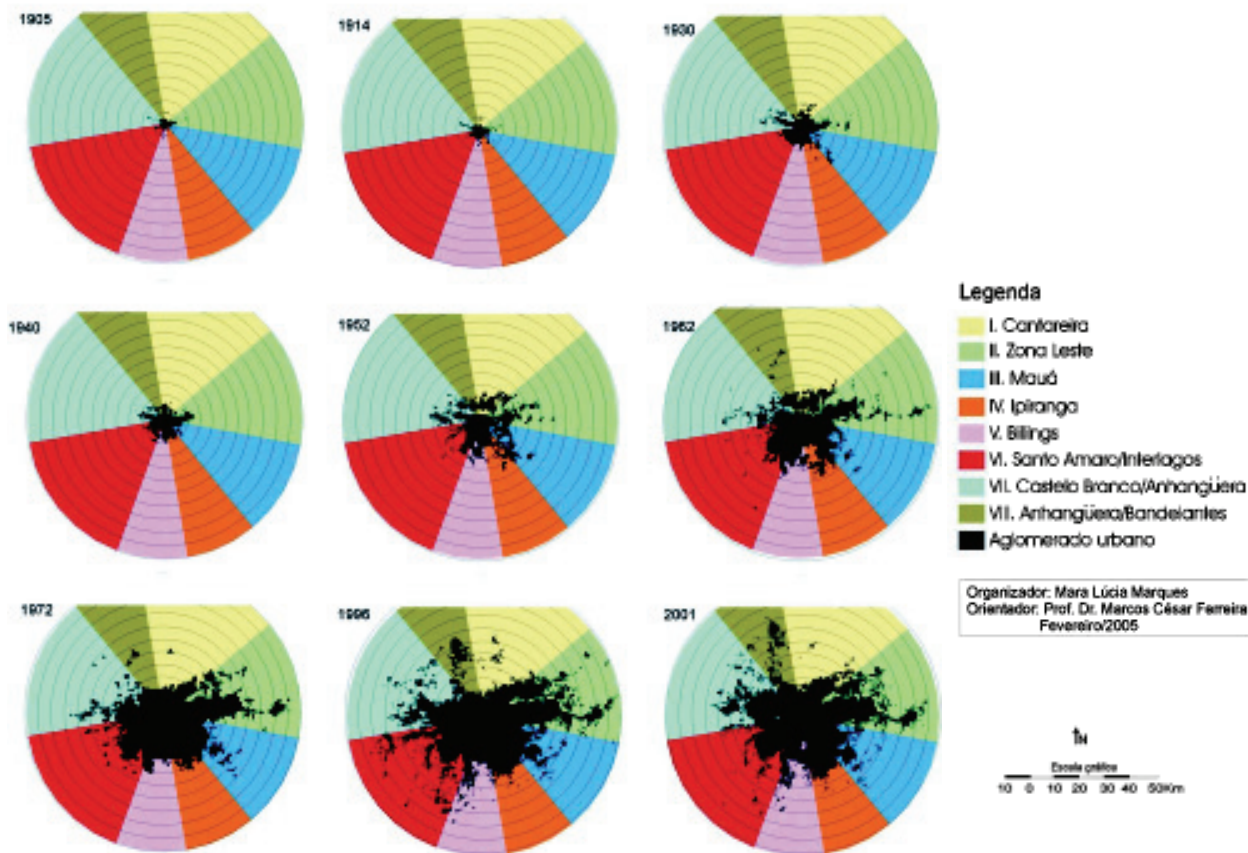 1905
1914
1930
1940
1952
1962
1972
1996
2001
Legenda
I. Cantareira
II. Zona Leste
III. Mauá
IV. Ipiranga
V. Billings
VI. Santo Amaro/Interlagos
VII. Castelo Branco/Anhangüera
VIII. Anhangüera/Bandeirantes
Aglomerado urbano
Organizador: Mara Lúcia Marques
Orientador: Prof. Dr. Marcos César Ferreira
Fevereiro/2005
N
Escala gráfica
10 0 10 20 30 40 50Km